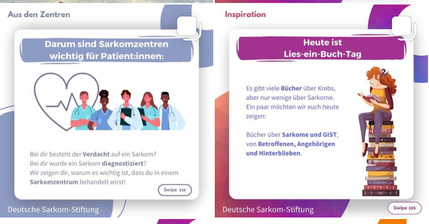 Aus den Zentren
Darum sind Sarkomzentren
wichtig für Patient:innen:
Bei dir besteht der Verdacht auf ein Sarkom?
Bei dir wurde ein Sarkom diagnostiziert?
Wir zeigen dir, warum es wichtig ist, dass du in einem
Sarkomzentrum behandelt wirst!
Swipe >>>
Deutsche Sarkom-Stiftung
Inspiration
Heute ist
Lies-ein-Buch-Tag
Es gibt viele Bücher über Krebs,
aber nur wenige über Sarkome.
Ein paar möchten wir euch heute
zeigen:
Bücher über Sarkome und GIST,
von Betroffenen, Angehörigen
und Hinterblieben.
Swipe >>>
Deutsche Sarkom-Stiftung